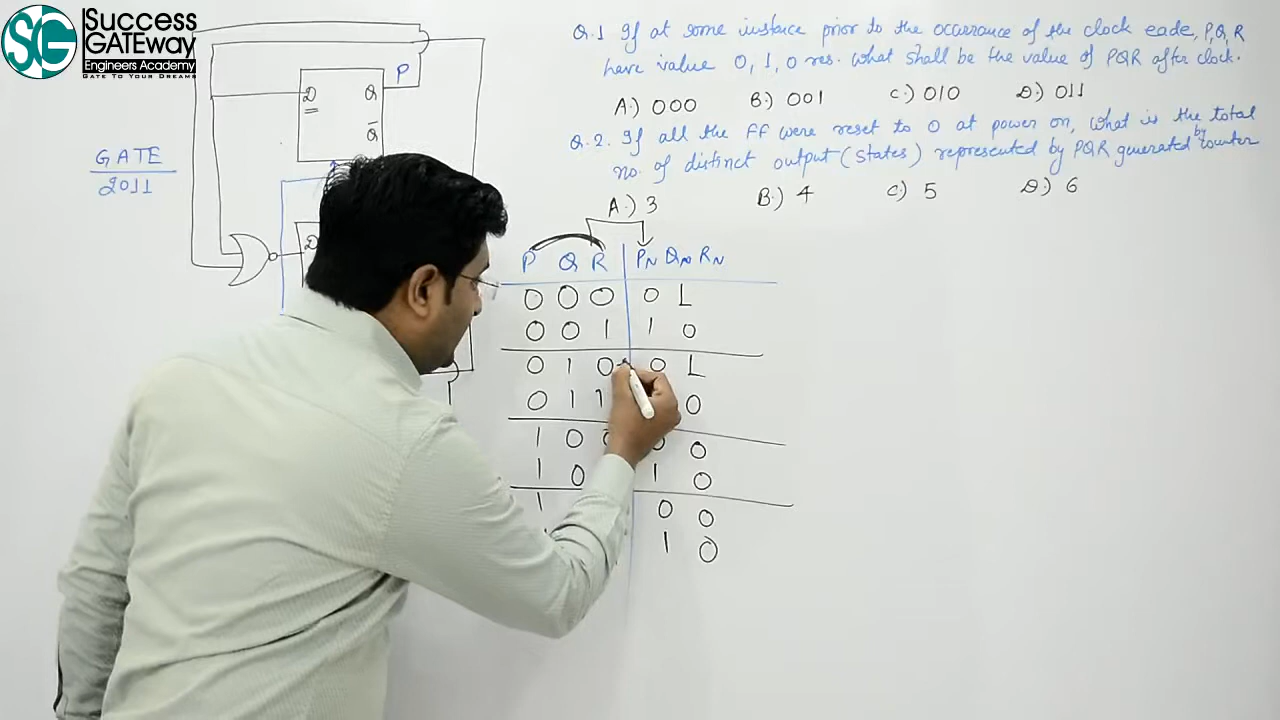 SG Success GATEway
Engineers Academy
GATE TO YOUR DREAMS
GATE
2011
D Q P
Q̅
D
Q.1 If at some instance prior to the occurance of the clock eade, P,Q,R
have value 0, 1, 0 res. what shall be the value of PQR after clock.
A.) 000 B.) 001 C.) 010 D.) 011
Q.2. If all the FF were reset to 0 at power on, what is the total
no. of distinct output (states) represented by PQR generated by counter
A.) 3 B.) 4 C.) 5 D.) 6
P Q R PN QN RN
0 0 0 0 1
0 0 1 1 0
0 1 0 0 1
0 1 1 0
1 0 0 0
1 0 1 0
1 0 0
1 0